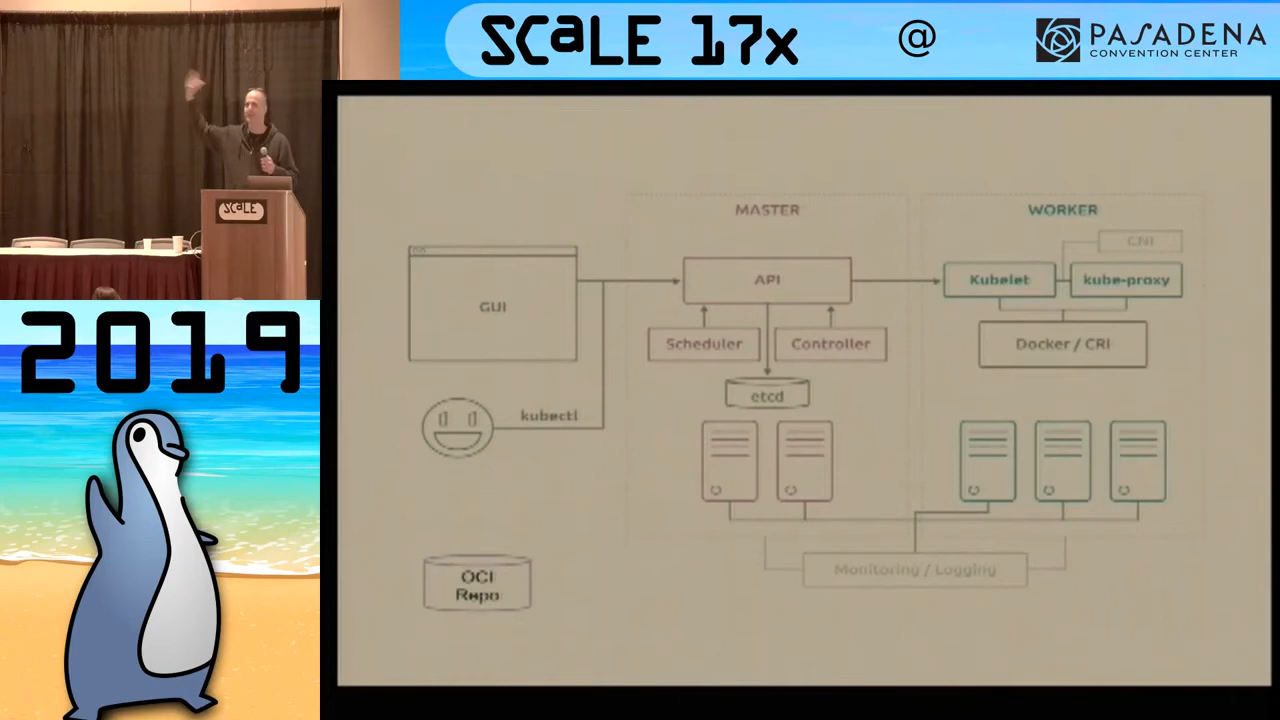 SCaLE 17x
@
PASADENA
CONVENTION CENTER
SCaLE
2019
MASTER
WORKER
CNI
GUI
API
Kubelet
kube-proxy
Scheduler
Controller
Docker / CRI
etcd
kubectl
Monitoring / Logging
OCI
Repo